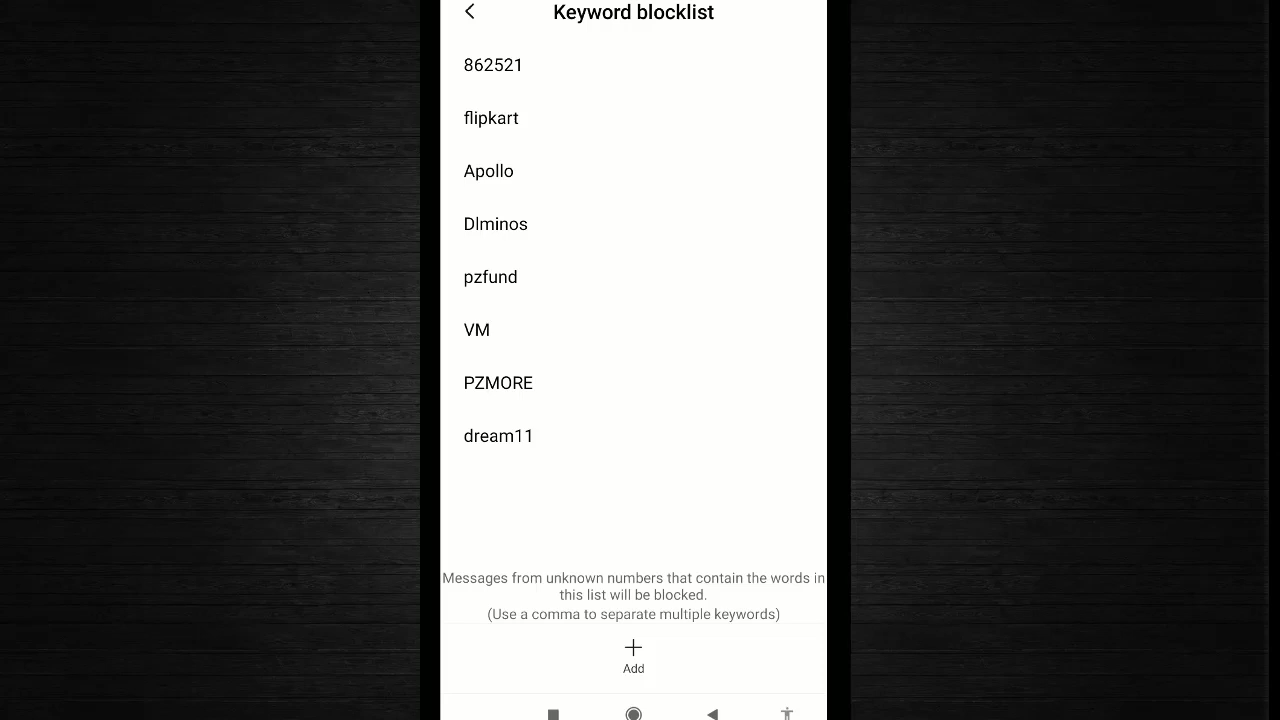 Keyword blocklist
862521
flipkart
Apollo
Dlminos
pzfund
VM
PZMORE
dream11
Messages from unknown numbers that contain the words in
this list will be blocked.
(Use a comma to separate multiple keywords)
Add